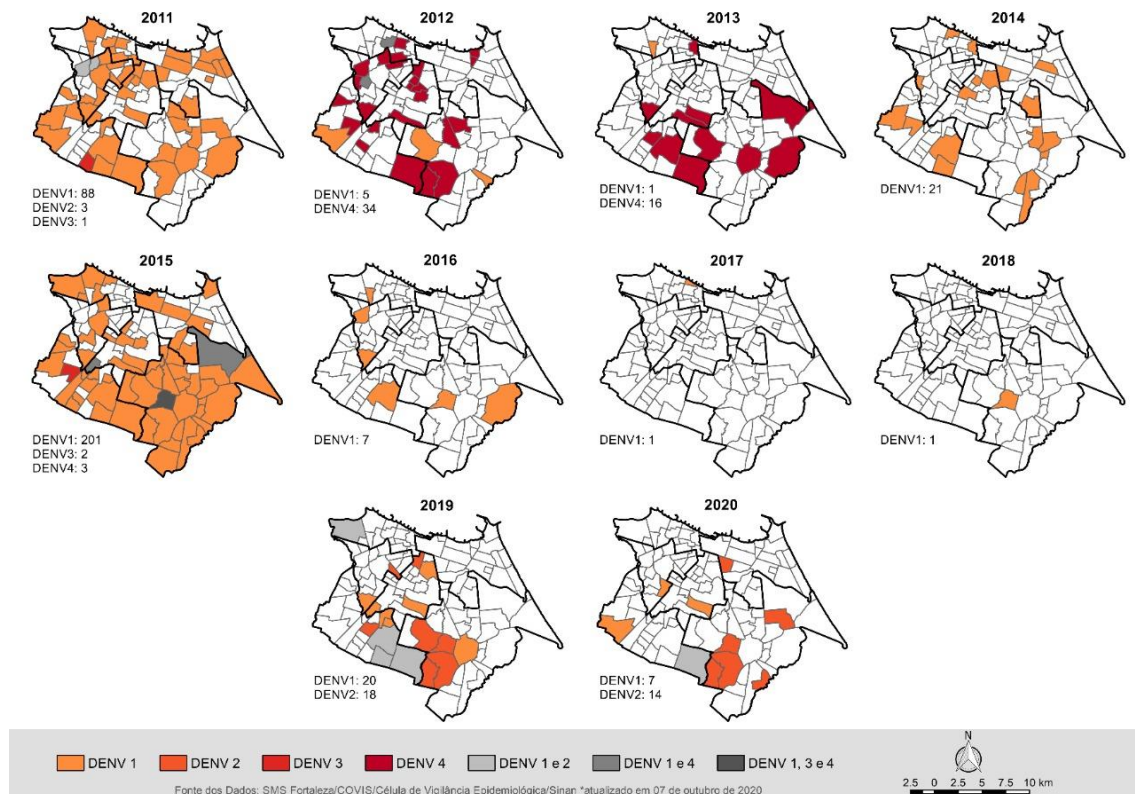 2011
DENV1: 88
DENV2: 3
DENV3: 1
2012
DENV1: 5
DENV4: 34
2013
DENV1: 1
DENV4: 16
2014
DENV1: 21
2015
DENV1: 201
DENV3: 2
DENV4: 3
2016
DENV1: 7
2017
DENV1: 1
2018
DENV1: 1
2019
DENV1: 20
DENV2: 18
2020
DENV1: 7
DENV2: 14
DENV 1
DENV 2
DENV 3
DENV 4
DENV 1 e 2
DENV 1 e 4
DENV 1, 3 e 4
N
2.5 0 2.5 5 7.5 10 km
Fonte dos Dados: SMS Fortaleza/COVIS/Célula de Vigilância Epidemiológica/Sinan *atualizado em 07 de outubro de 2020